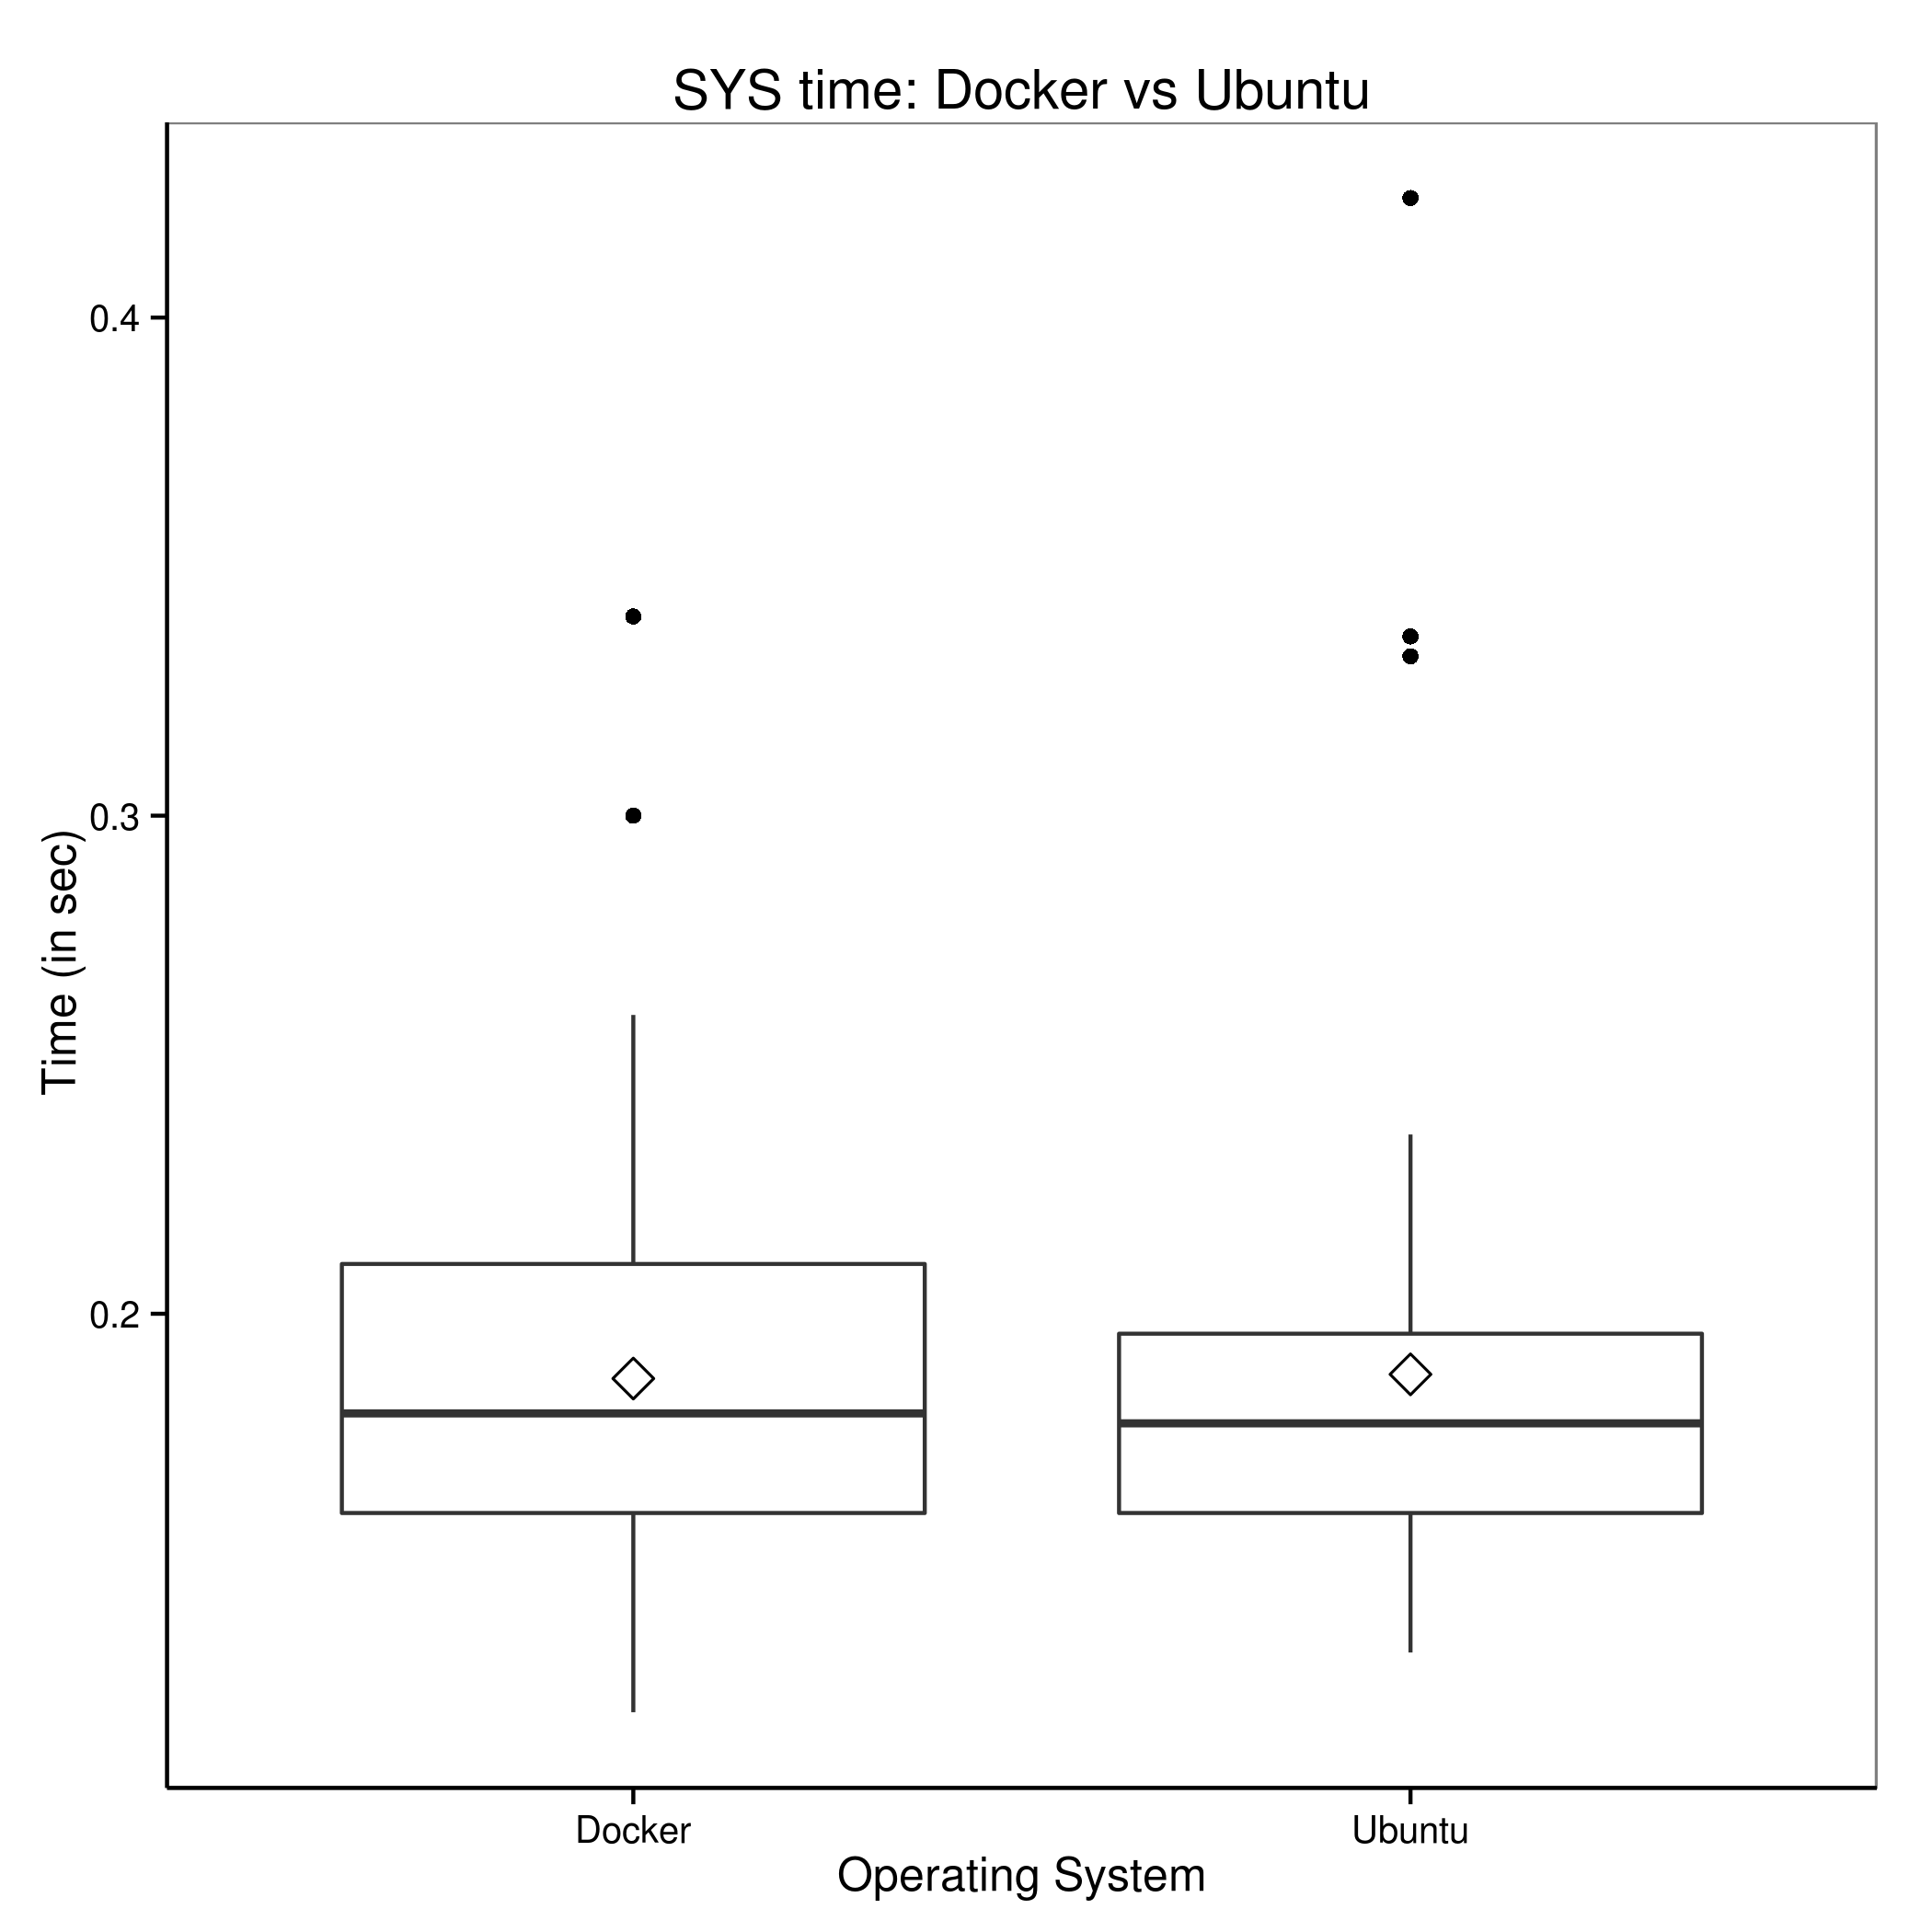 SYS time: Docker vs Ubuntu
Time (in sec)
0.4
0.3
0.2
Docker
Ubuntu
Operating System